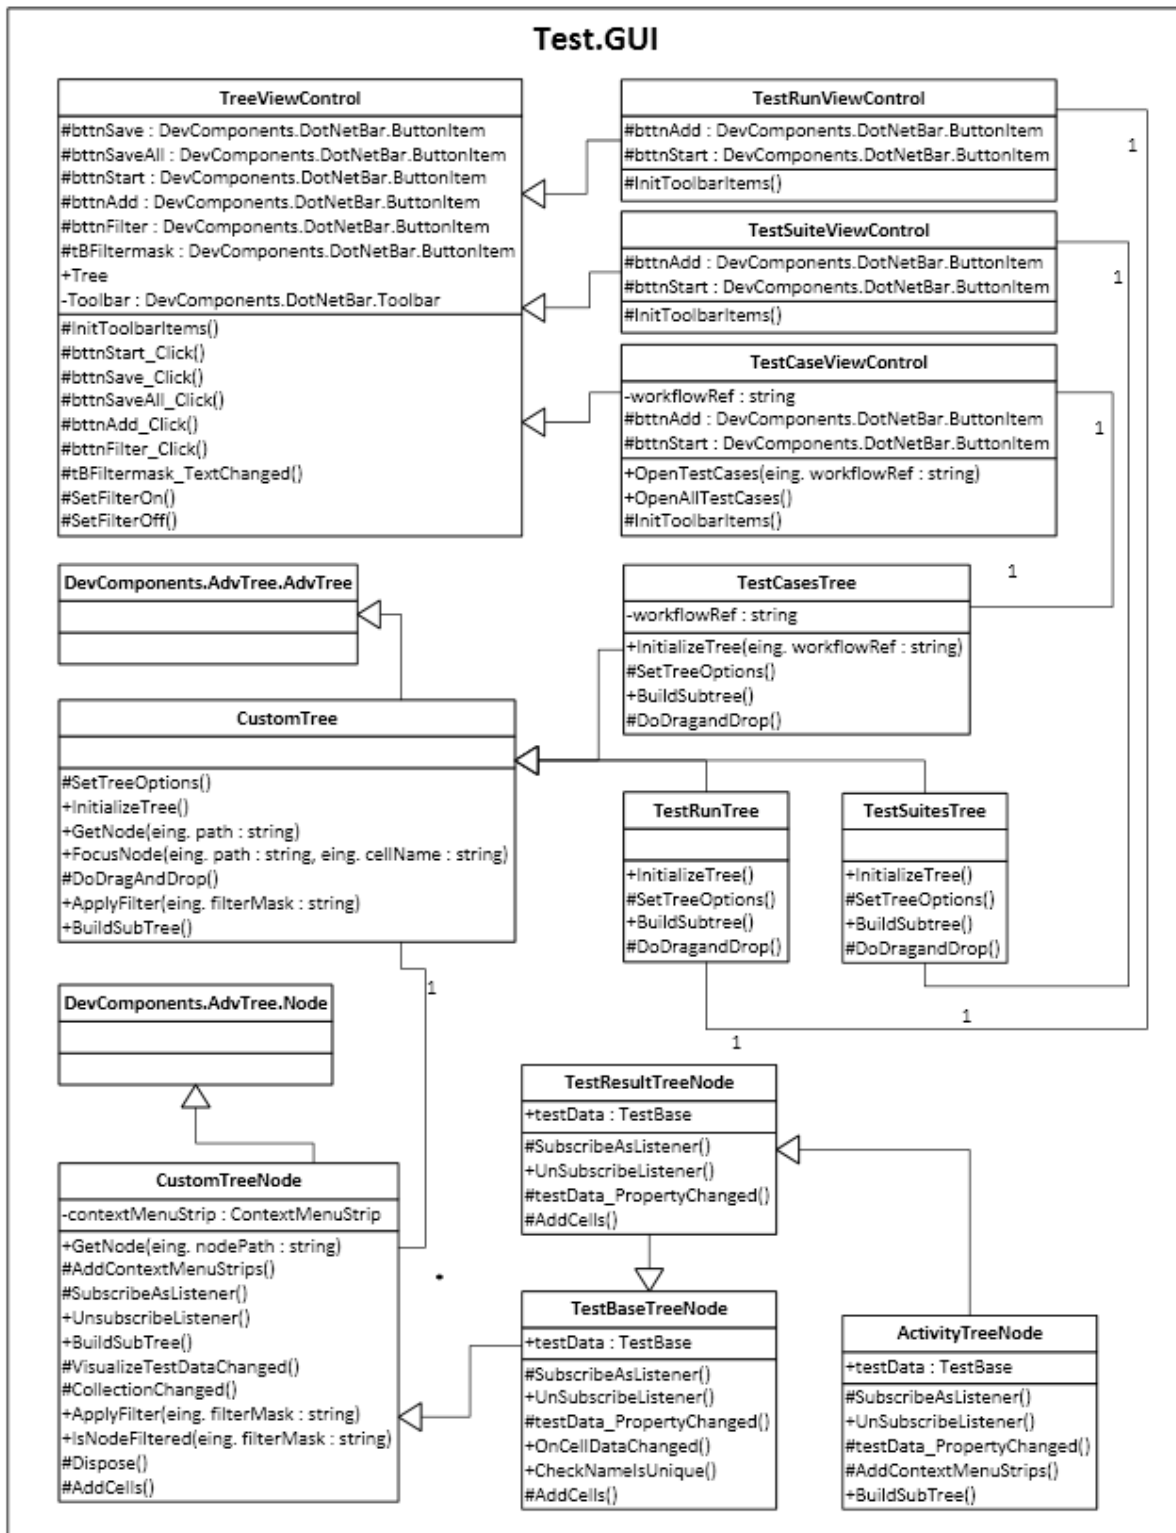 Test.GUI
TreeViewControl
#bttnSave : DevComponents.DotNetBar.ButtonItem
#bttnSaveAll : DevComponents.DotNetBar.ButtonItem
#bttnStart : DevComponents.DotNetBar.ButtonItem
#bttnAdd : DevComponents.DotNetBar.ButtonItem
#bttnFilter : DevComponents.DotNetBar.ButtonItem
#tBFiltermask : DevComponents.DotNetBar.ButtonItem
+Tree
-Toolbar : DevComponents.DotNetBar.Toolbar
#InitToolbarItems()
#bttnStart_Click()
#bttnSave_Click()
#bttnSaveAll_Click()
#bttnAdd_Click()
#bttnFilter_Click()
#tBFiltermask_TextChanged()
#SetFilterOn()
#SetFilterOff()
TestRunViewControl
#bttnAdd : DevComponents.DotNetBar.ButtonItem
#bttnStart : DevComponents.DotNetBar.ButtonItem
#InitToolbarItems()
1
TestSuiteViewControl
#bttnAdd : DevComponents.DotNetBar.ButtonItem
#bttnStart : DevComponents.DotNetBar.ButtonItem
#InitToolbarItems()
1
TestCaseViewControl
-workflowRef : string
#bttnAdd : DevComponents.DotNetBar.ButtonItem
#bttnStart : DevComponents.DotNetBar.ButtonItem
+OpenTestCases(eing. workflowRef : string)
+OpenAllTestCases()
#InitToolbarItems()
1
DevComponents.AdvTree.AdvTree
TestCasesTree
-workflowRef : string
+InitializeTree(eing. workflowRef : string)
#SetTreeOptions()
+BuildSubtree()
#DoDragandDrop()
1
CustomTree
#SetTreeOptions()
+InitializeTree()
+GetNode(eing. path : string)
+FocusNode(eing. path : string, eing. cellName : string)
#DoDragAndDrop()
+ApplyFilter(eing. filterMask : string)
+BuildSubTree()
1
TestRunTree
+InitializeTree()
#SetTreeOptions()
+BuildSubtree()
#DoDragandDrop()
1
TestSuitesTree
+InitializeTree()
#SetTreeOptions()
+BuildSubtree()
#DoDragandDrop()
1
DevComponents.AdvTree.Node
CustomTreeNode
-contextMenuStrip : ContextMenuStrip
+GetNode(eing. nodePath : string)
#AddContextMenuStrips()
#SubscribeAsListener()
+UnsubscribeListener()
+BuildSubTree()
#VisualizeTestDataChanged()
#CollectionChanged()
+ApplyFilter(eing. filterMask : string)
+IsNodeFiltered(eing. filterMask : string)
#Dispose()
#AddCells()
TestResultTreeNode
+testData : TestBase
#SubscribeAsListener()
+UnSubscribeListener()
#testData_PropertyChanged()
#AddCells()
TestBaseTreeNode
+testData : TestBase
#SubscribeAsListener()
+UnSubscribeListener()
#testData_PropertyChanged()
+OnCellDataChanged()
+CheckNameIsUnique()
#AddCells()
ActivityTreeNode
+testData : TestBase
#SubscribeAsListener()
+UnSubscribeListener()
#testData_PropertyChanged()
#AddContextMenuStrips()
+BuildSubTree()